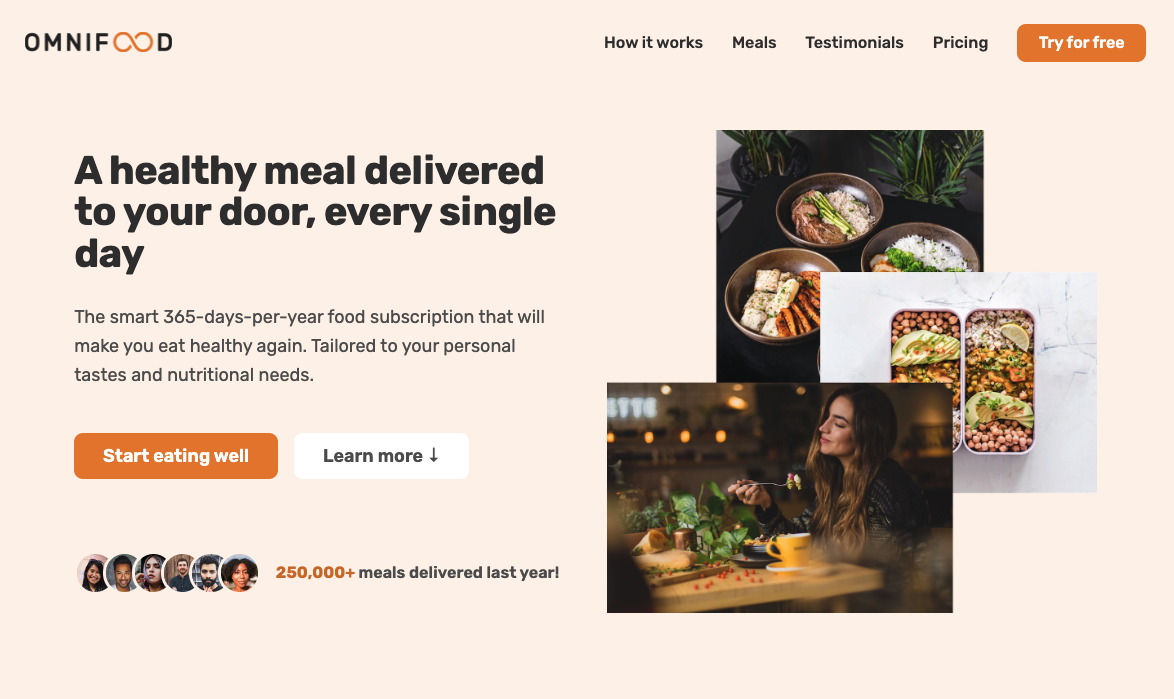 OMNIFOOD
How it works Meals Testimonials Pricing Try for free
A healthy meal delivered
to your door, every single
day
The smart 365-days-per-year food subscription that will
make you eat healthy again. Tailored to your personal
tastes and nutritional needs.
Start eating well Learn more ↓
250,000+ meals delivered last year!